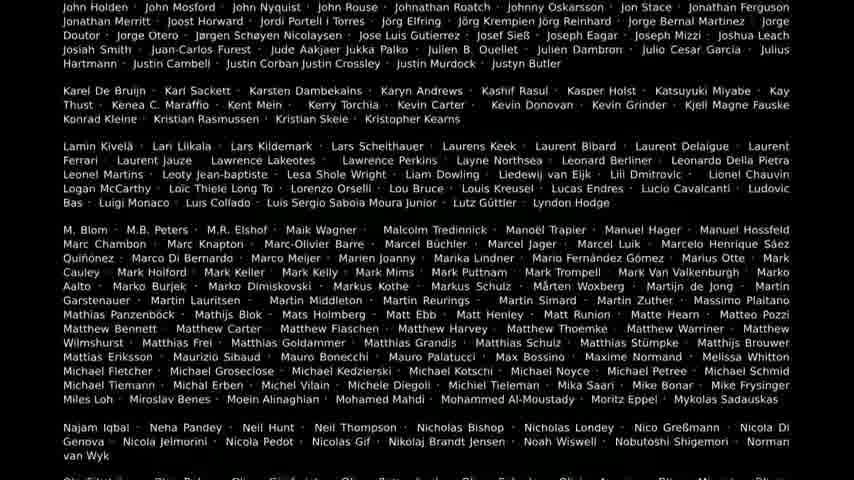 John Holden · John Mosford · John Nyquist · John Rouse · Johnathan Roatch · Johnny Oskarsson · Jon Stace · Jonathan Ferguson
Jonathan Merritt · Joost Horward · Jordi Portell i Torres · Jörg Elfring · Jörg Krempien Jörg Reinhard · Jorge Bernal Martinez · Jorge
Doutor · Jorge Otero · Jørgen Schøyen Nicolaysen · Jose Luis Gutierrez · Josef Sieß · Joseph Eagar · Joseph Mizzi · Joshua Leach
Josiah Smith · Juan-Carlos Furest · Jude Aakjaer Jukka Palko · Julien B. Ouellet · Julien Dambron · Julio Cesar Garcia · Julius
Hartmann · Justin Cambell · Justin Corban Justin Crossley · Justin Murdock · Justyn Butler
Karel De Bruijn · Karl Sackett · Karsten Dambekalns · Karyn Andrews · Kashif Rasul · Kasper Holst · Katsuyuki Miyabe · Kay
Thust · Kenea C. Maraffio · Kent Mein · Kerry Torchia · Kevin Carter · Kevin Donovan · Kevin Grinder · Kjell Magne Fauske
Konrad Kleine · Kristian Rasmussen · Kristian Skeie · Kristopher Kearns
Lamin Kivelä · Lari Liikala · Lars Kildemark · Lars Scheithauer · Laurens Keek · Laurent Bibard · Laurent Delaigue · Laurent
Ferrari · Laurent Jauze · Lawrence Lakeotes · Lawrence Perkins · Layne Northsea · Leonard Berliner · Leonardo Della Pietra
Leonel Martins · Leoty Jean-baptiste · Lesa Shole Wright · Liam Dowling · Liedewij van Eijk · Lili Dmitrovic · Lionel Chauvin
Logan McCarthy · Loïc Thiele Long To · Lorenzo Orselli · Lou Bruce · Louis Kreusel · Lucas Endres · Lucio Cavalcanti · Ludovic
Bas · Luigi Monaco · Luis Collado · Luis Sergio Saboia Moura Junior · Lutz Güttler · Lyndon Hodge
M. Blom · M.B. Peters · M.R. Elshof · Maik Wagner · Malcolm Tredinnick · Manoël Trapier · Manuel Hager · Manuel Hossfeld
Marc Chambon · Marc Knapton · Marc-Olivier Barre · Marcel Büchler · Marcel Jager · Marcel Luik · Marcelo Henrique Sáez
Quiñonez · Marco Di Bernardo · Marco Meijer · Marien Joanny · Marika Lindner · Mario Fernández Gómez · Marius Otte · Mark
Cauley · Mark Holford · Mark Keller · Mark Kelly · Mark Mims · Mark Puttnam · Mark Trompell · Mark Van Valkenburgh · Marko
Aalto · Marko Burjek · Marko Dimiskovski · Markus Kothe · Markus Schulz · Mårten Woxberg · Martijn de Jong · Martin
Garstenauer · Martin Lauritsen · Martin Middleton · Martin Reurings · Martin Simard · Martin Zuther · Massimo Plaitano
Mathias Panzenböck · Mathijs Blok · Mats Holmberg · Matt Ebb · Matt Henley · Matt Runion · Matte Hearn · Matteo Pozzi
Matthew Bennett · Matthew Carter · Matthew Flaschen · Matthew Harvey · Matthew Thoemke · Matthew Warriner · Matthew
Wilmshurst · Matthias Frei · Matthias Goldammer · Matthias Grandis · Matthias Schulz · Matthias Stümpke · Matthijs Brouwer
Mattias Eriksson · Maurizio Sibaud · Mauro Bonecchi · Mauro Palatucci · Max Bossino · Maxime Normand · Melissa Whitton
Michael Fletcher · Michael Groseclose · Michael Kedzierski · Michael Kotschi · Michael Noyce · Michael Petree · Michael Schmid
Michael Tiemann · Michal Erben · Michel Vilain · Michele Diegoli · Michiel Tieleman · Mika Saari · Mike Bonar · Mike Frysinger
Miles Loh · Miroslav Benes · Moein Alinaghian · Mohamed Mahdi · Mohammed Al-Moustady · Moritz Eppel · Mykolas Sadauskas
Najam Iqbal · Neha Pandey · Neil Hunt · Neil Thompson · Nicholas Bishop · Nicholas Londey · Nico Greßmann · Nicola Di
Genova · Nicola Jelmorini · Nicola Pedot · Nicolas Gif · Nikolaj Brandt Jensen · Noah Wiswell · Nobutoshi Shigemori · Norman
van Wyk